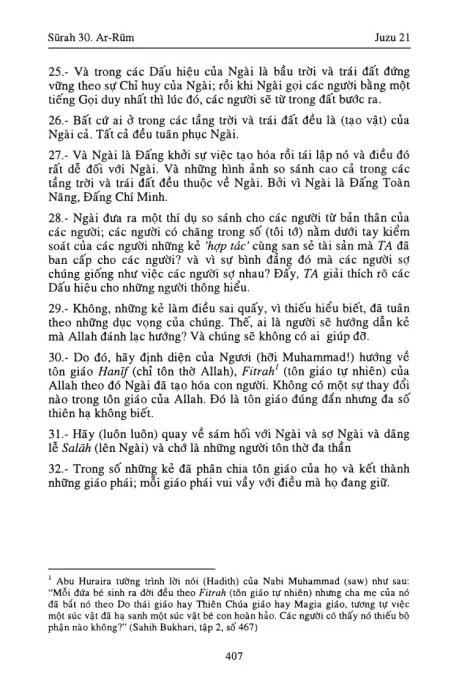 Sūrah 30. Ar-Rūm Juzu 21
25.- Và trong các Dấu hiệu của Ngài là bầu trời và trái đất đứng
vững theo sự Chỉ huy của Ngài; rồi khi Ngài gọi các người bằng một
tiếng Gọi duy nhất thì lúc đó, các người sẽ từ trong đất bước ra.
26.- Bất cứ ai ở trong các tầng trời và trái đất đều là (tạo vật) của
Ngài cả. Tất cả đều tuân phục Ngài.
27.- Và Ngài là Đấng khởi sự việc tạo hóa rồi tái lập nó và điều đó
rất dễ đối với Ngài. Và những hình ảnh so sánh cao cả trong các
tầng trời và trái đất đều thuộc về Ngài. Bởi vì Ngài là Đấng Toàn
Năng, Đấng Chí Minh.
28.- Ngài đưa ra một thí dụ so sánh cho các người từ bản thân của
các người; các người có chăng trong số (tôi tớ) nằm dưới tay kiểm
soát của các người những kẻ 'hợp tác' cùng san sẻ tài sản mà TA đã
ban cấp cho các người? và vì sự bình đẳng đó mà các người sợ
chúng giống như việc các người sợ nhau? Đấy, TA giải thích rõ các
Dấu hiệu cho những người thông hiểu.
29.- Không, những kẻ làm điều sai quấy, vì thiếu hiểu biết, đã tuân
theo những dục vọng của chúng. Thế, ai là người sẽ hướng dẫn kẻ
mà Allah đánh lạc hướng? Và chúng sẽ không có ai giúp đỡ.
30.- Do đó, hãy định diện của Ngươi (hỡi Muhammad!) hướng về
tôn giáo Hanīf (chỉ tôn thờ Allah), Fitrah¹ (tôn giáo tự nhiên) của
Allah theo đó Ngài đã tạo hóa con người. Không có một sự thay đổi
nào trong tôn giáo của Allah. Đó là tôn giáo đúng đắn nhưng đa số
thiên hạ không biết.
31.- Hãy (luôn luôn) quay về sám hối với Ngài và sợ Ngài và dâng
lễ Salāh (lên Ngài) và chớ là những người tôn thờ đa thần
32.- Trong số những kẻ đã phân chia tôn giáo của họ và kết thành
những giáo phái; mỗi giáo phái vui vầy với điều mà họ đang giữ.
¹ Abu Huraira tường trình lời nói (Hadith) của Nabi Muhammad (saw) như sau:
“Mỗi đứa bé sinh ra đời đều theo Fitrah (tôn giáo tự nhiên) nhưng cha mẹ của nó
đã bắt nó theo Do thái giáo hay Thiên Chúa giáo hay Magia giáo, tương tự việc
một súc vật đã hạ sanh một súc vật bé con hoàn hảo. Các người có thấy nó thiếu bộ
phận nào không?” (Sahih Bukhari, tập 2, số 467)
407